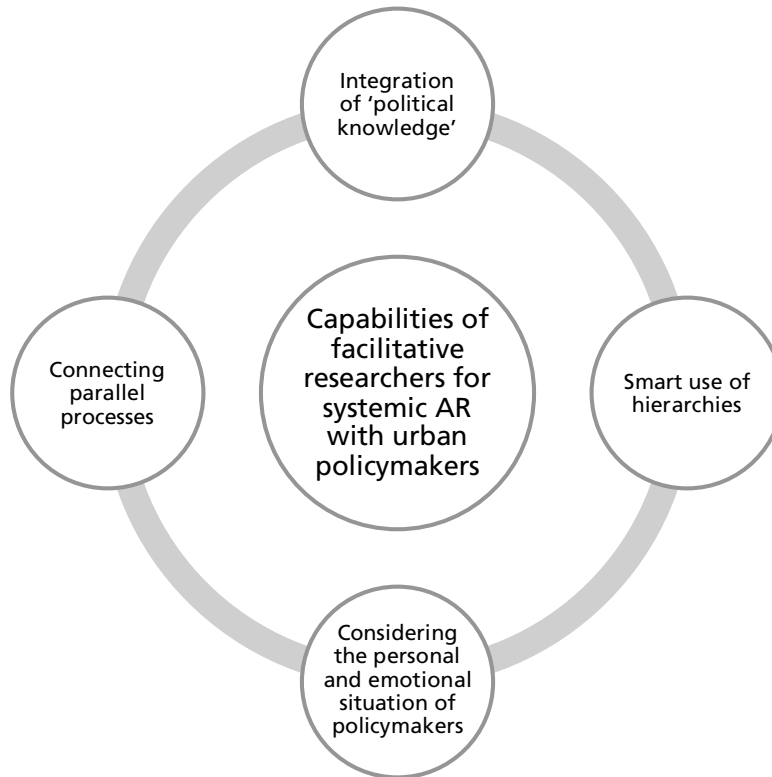 Integration
of ‘political
knowledge’
Capabilities of
facilitative
researchers for
systemic AR
with urban
policymakers
Connecting
parallel
processes
Smart use of
hierarchies
Considering
the personal
and emotional
situation of
policymakers